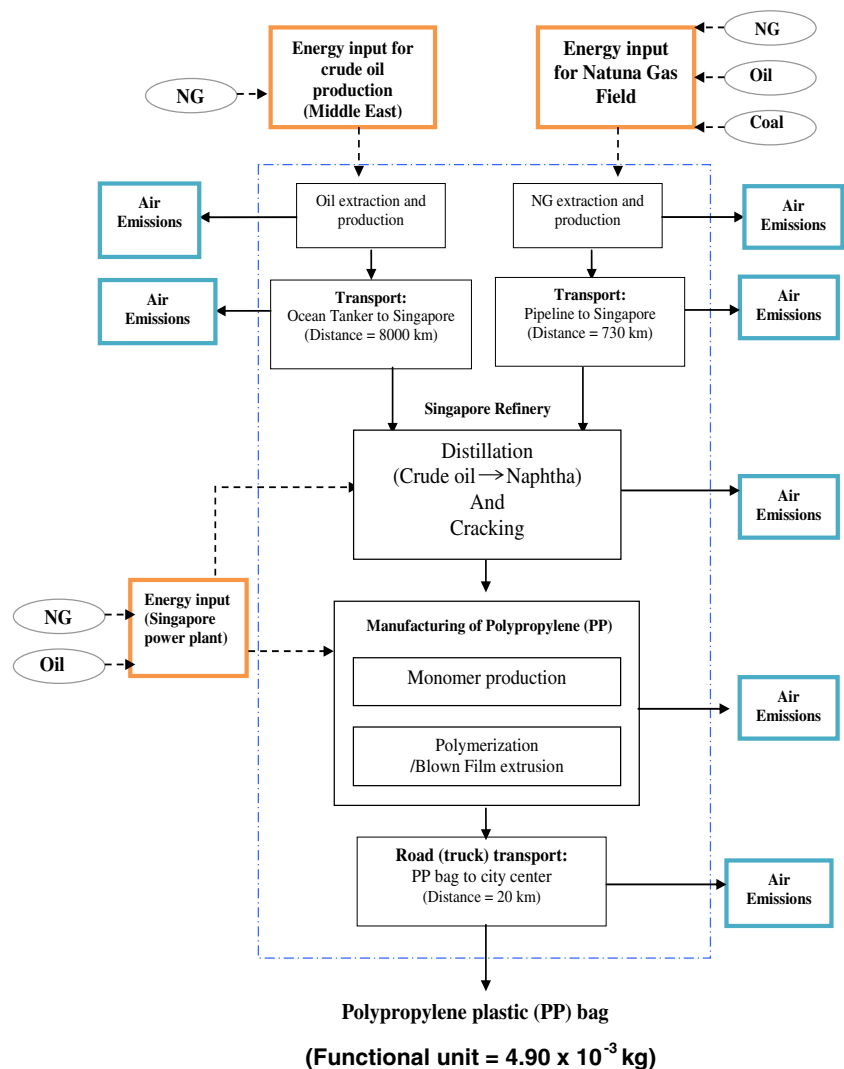 Energy input for
crude oil
production
(Middle East)
NG
Energy input
for Natuna Gas
Field
NG
Oil
Coal
Air
Emissions
Oil extraction and
production
NG extraction and
production
Air
Emissions
Air
Emissions
Transport:
Ocean Tanker to Singapore
(Distance = 8000 km)
Transport:
Pipeline to Singapore
(Distance = 730 km)
Air
Emissions
Singapore Refinery
Distillation
(Crude oil→Naphtha)
And
Cracking
Air
Emissions
NG
Oil
Energy input
(Singapore
power plant)
Manufacturing of Polypropylene (PP)
Monomer production
Polymerization
/Blown Film extrusion
Air
Emissions
Road (truck) transport:
PP bag to city center
(Distance = 20 km)
Air
Emissions
Polypropylene plastic (PP) bag
(Functional unit = 4.90 x 10⁻³ kg)